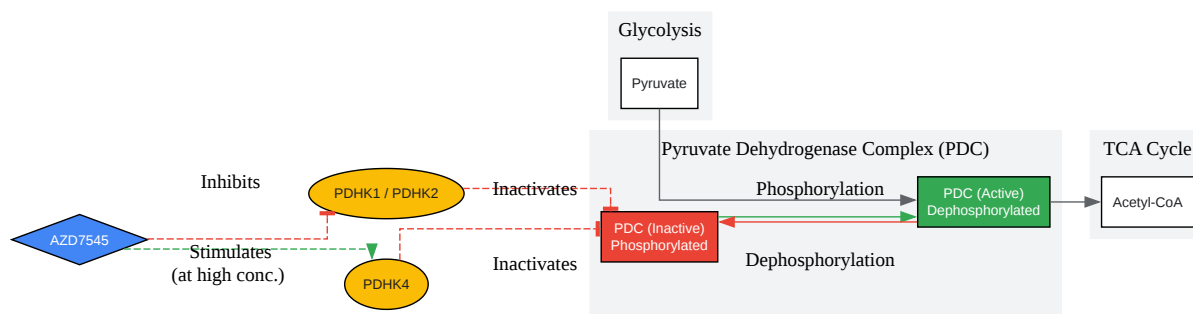 Glycolysis
Pyruvate
Pyruvate Dehydrogenase Complex (PDC)
TCA Cycle
Inhibits
PDHK1 / PDHK2
Inactivates
Phosphorylation
PDC (Active)
Dephosphorylated
Acetyl-CoA
AZD7545
Stimulates
(at high conc.)
PDHK4
Inactivates
PDC (Inactive)
Phosphorylated
Dephosphorylation